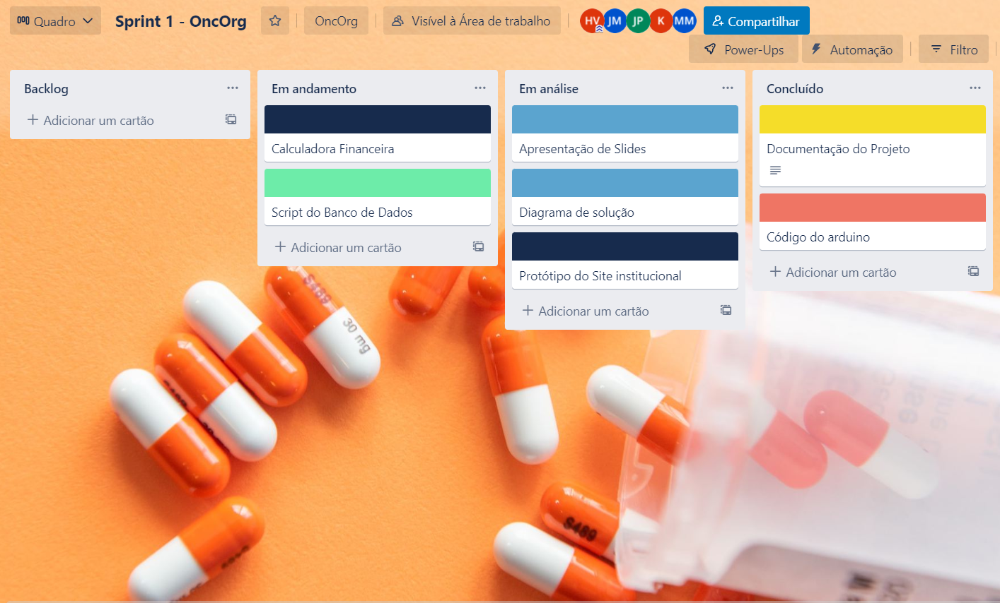 Quadro
Sprint 1 - OncOrg
OncOrg
Visível à Área de trabalho
HV
JM
JP
K
MM
Compartilhar
Power-Ups
Automação
Filtro
Backlog
Adicionar um cartão
Em andamento
Calculadora Financeira
Script do Banco de Dados
Adicionar um cartão
Em análise
Apresentação de Slides
Diagrama de solução
Protótipo do Site institucional
Adicionar um cartão
Concluído
Documentação do Projeto
Código do arduino
Adicionar um cartão
S489
30 mg
S489